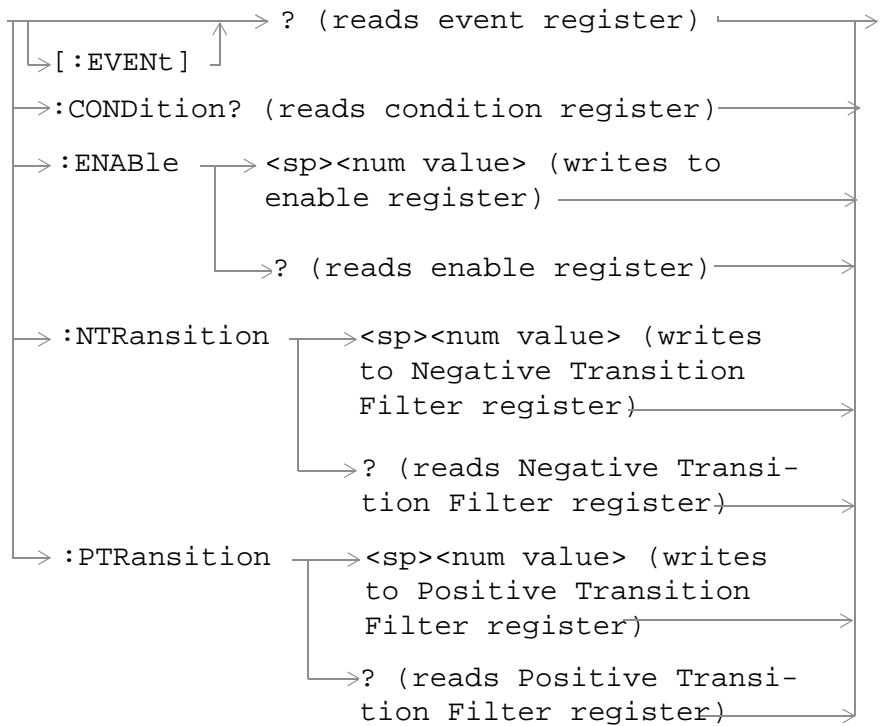 ? (reads event register)
[:EVENt]
:CONDition? (reads condition register)
:ENABle
<sp><num value> (writes to
enable register)
? (reads enable register)
:NTRansition
<sp><num value> (writes
to Negative Transition
Filter register)
? (reads Negative Transi-
tion Filter register)
:PTRansition
<sp><num value> (writes
to Positive Transition
Filter register)
? (reads Positive Transi-
tion Filter register)